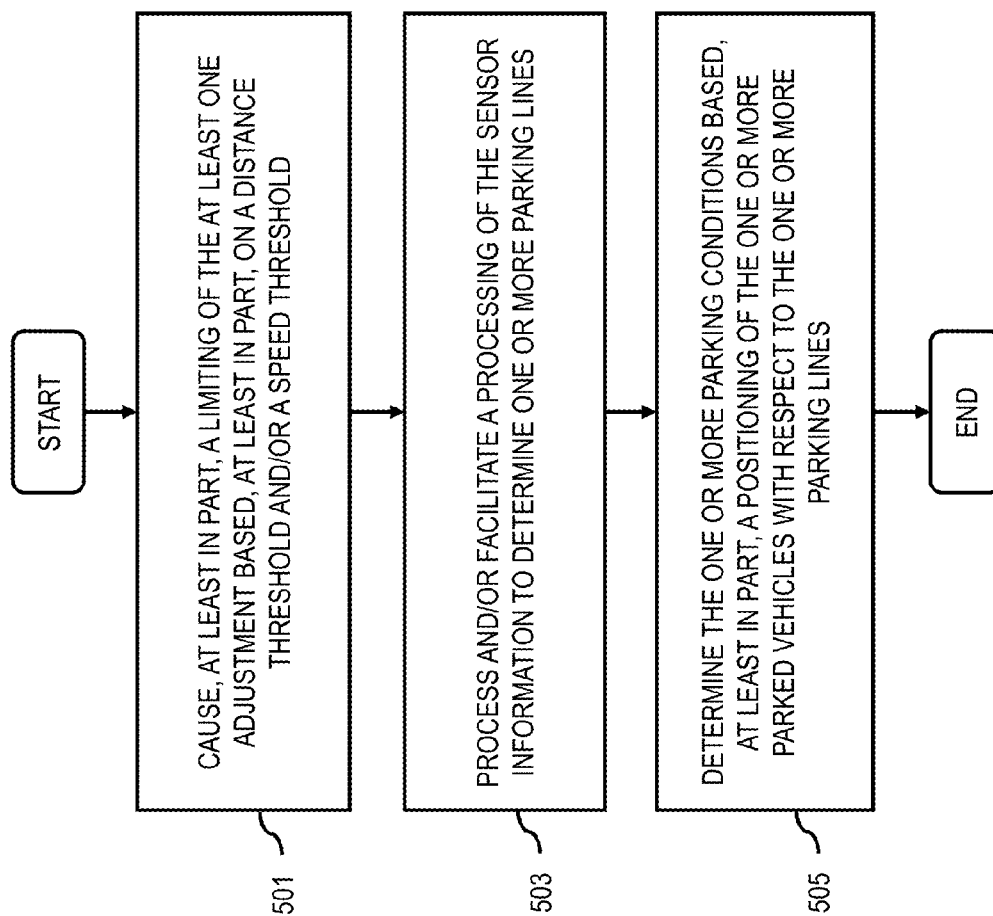 START
501
CAUSE, AT LEAST IN PART, A LIMITING OF THE AT LEAST ONE
ADJUSTMENT BASED, AT LEAST IN PART, ON A DISTANCE
THRESHOLD AND/OR A SPEED THRESHOLD
503
PROCESS AND/OR FACILITATE A PROCESSING OF THE SENSOR
INFORMATION TO DETERMINE ONE OR MORE PARKING LINES
505
DETERMINE THE ONE OR MORE PARKING CONDITIONS BASED,
AT LEAST IN PART, A POSITIONING OF THE ONE OR MORE
PARKED VEHICLES WITH RESPECT TO THE ONE OR MORE
PARKING LINES
END